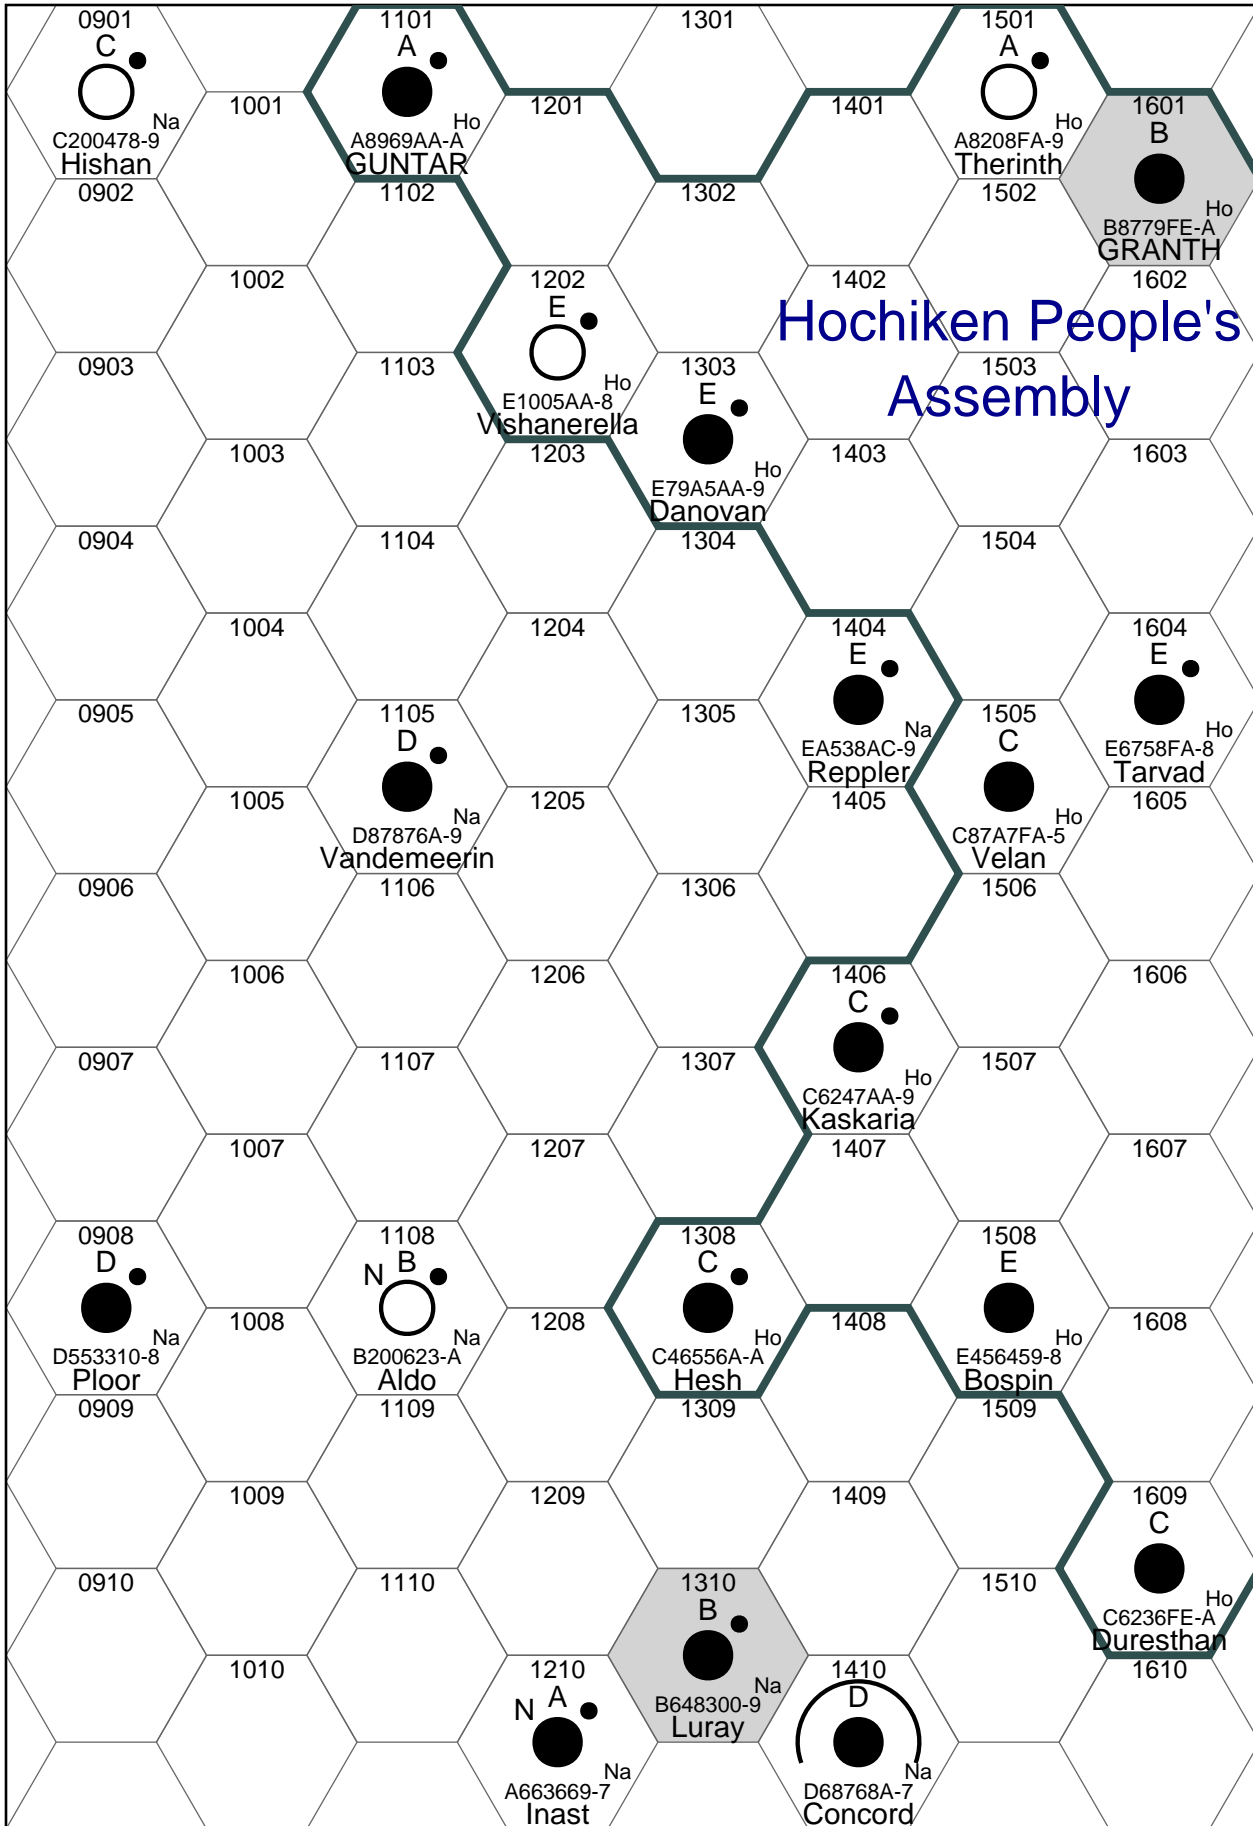 0901
1101
1301
1501
C
A
A
1001
1201
1401
1601
B
Na
Ho
Ho
C200478-9
A8969AA-A
A8208FA-9
Hishan
GUNTAR
Therinth
0902
1102
1302
1502
Ho
B8779FE-A
GRANTH
1002
1202
1402
1602
E
Hochiken People's
0903
1103
1303
1503
Ho
E
E1005AA-8
Assembly
Vishanerella
1003
1203
1403
1603
Ho
E79A5AA-9
Danovan
0904
1104
1304
1504
1004
1204
1404
1604
E
E
0905
1105
1305
1505
D
Na
C
Ho
EA538AC-9
E6758FA-8
Reppler
Tarvad
1005
1205
1405
1605
Na
Ho
D87876A-9
C87A7FA-5
Vandemeerin
Velan
0906
1106
1306
1506
1006
1206
1406
1606
C
0907
1107
1307
1507
Ho
C6247AA-9
Kaskaria
1007
1207
1407
1607
0908
1108
1308
1508
D
N B
C
E
1008
1208
1408
1608
Na
Na
Ho
Ho
D553310-8
B200623-A
C46556A-A
E456459-8
Ploor
Aldo
Hesh
Bospin
0909
1109
1309
1509
1009
1209
1409
1609
C
0910
1110
1310
1510
B
Ho
C6236FE-A
Duresthan
1010
1210
1410
1610
N A
Na
D
B648300-9
Luray
Na
Na
A663669-7
D68768A-7
Inast
Concord